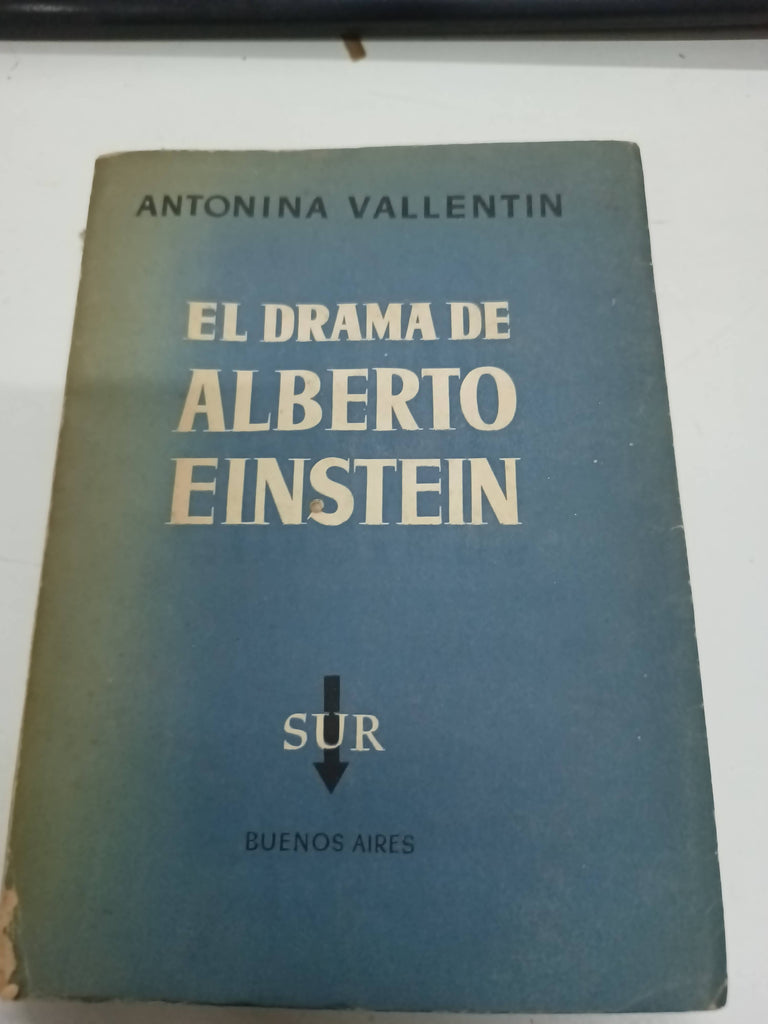 ANTONINA VALLENTIN
EL DRAMA DE
ALBERTO
EINSTEIN
SUR
BUENOS AIRES